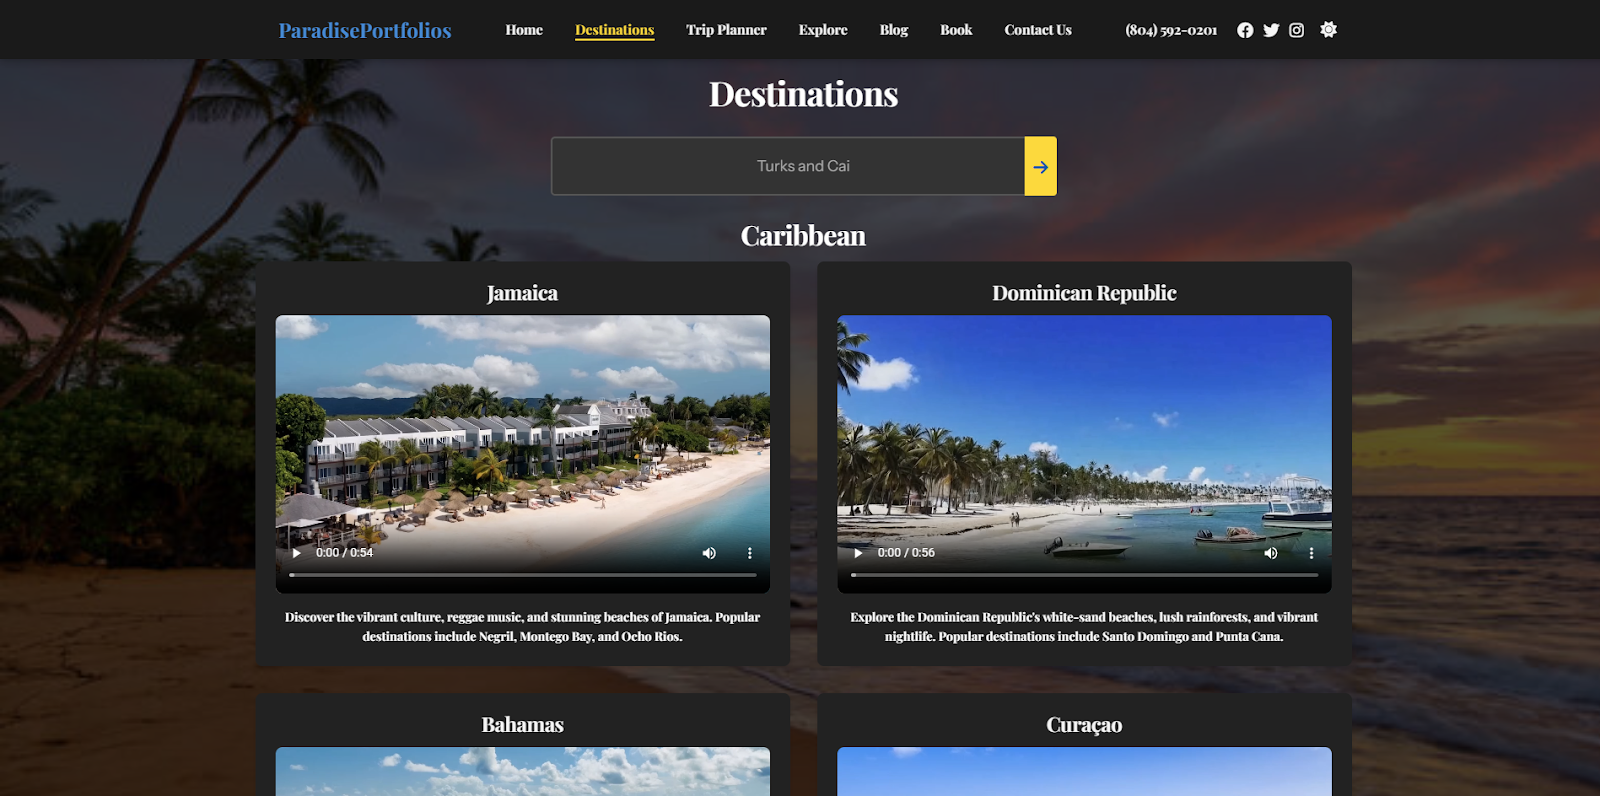 ParadisePortfolios Home Destinations Trip Planner Explore Blog Book Contact Us (804) 592-0201
Destinations
Turks and Cai
Caribbean
Jamaica
0:00 / 0:54
Discover the vibrant culture, reggae music, and stunning beaches of Jamaica. Popular
destinations include Negril, Montego Bay, and Ocho Rios.
Dominican Republic
0:00 / 0:56
Explore the Dominican Republic's white-sand beaches, lush rainforests, and vibrant
nightlife. Popular destinations include Santo Domingo and Punta Cana.
Bahamas
Curaçao